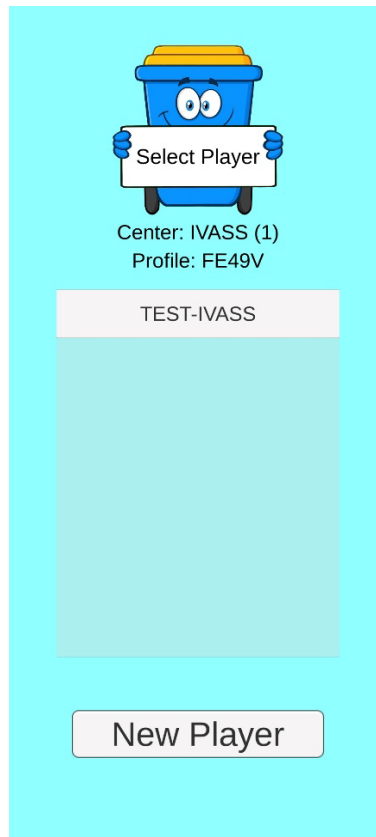 Select Player
Center: IVASS (1)
Profile: FE49V
TEST-IVASS
New Player